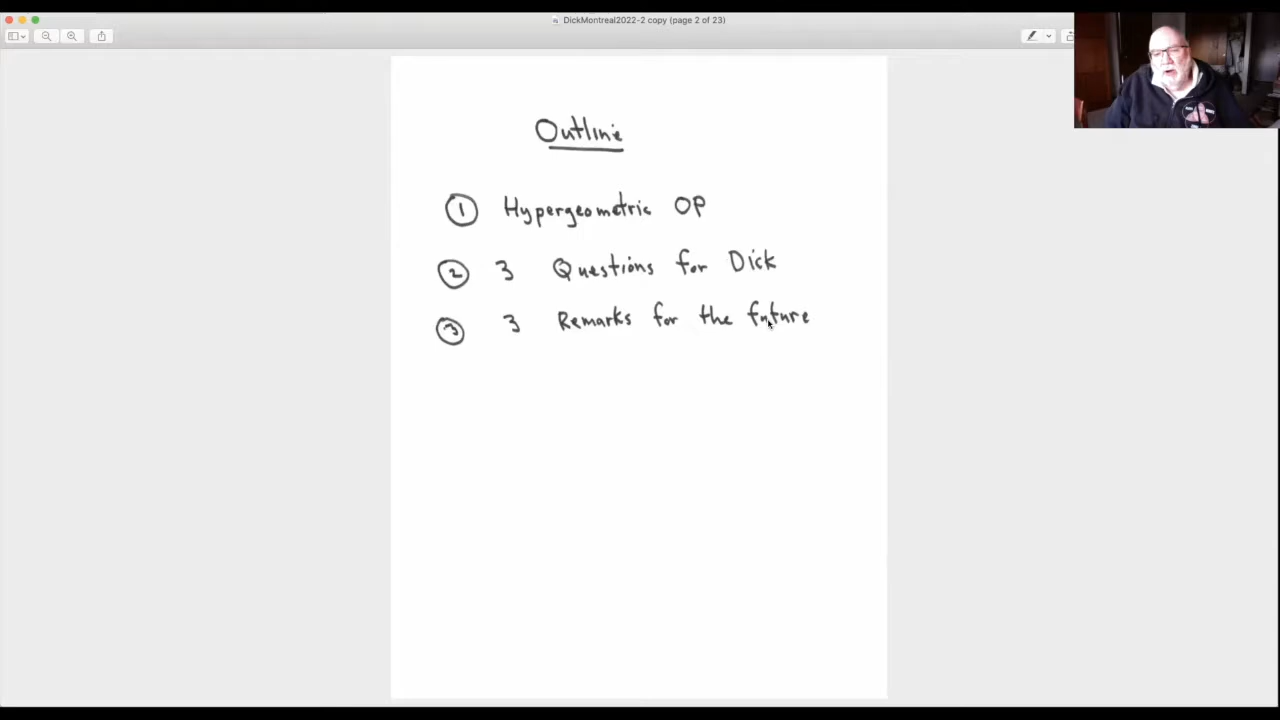 DickMontreal2022-2 copy (page 2 of 23)
Outline
① Hypergeometric OP
② 3 Questions for Dick
③ 3 Remarks for the future